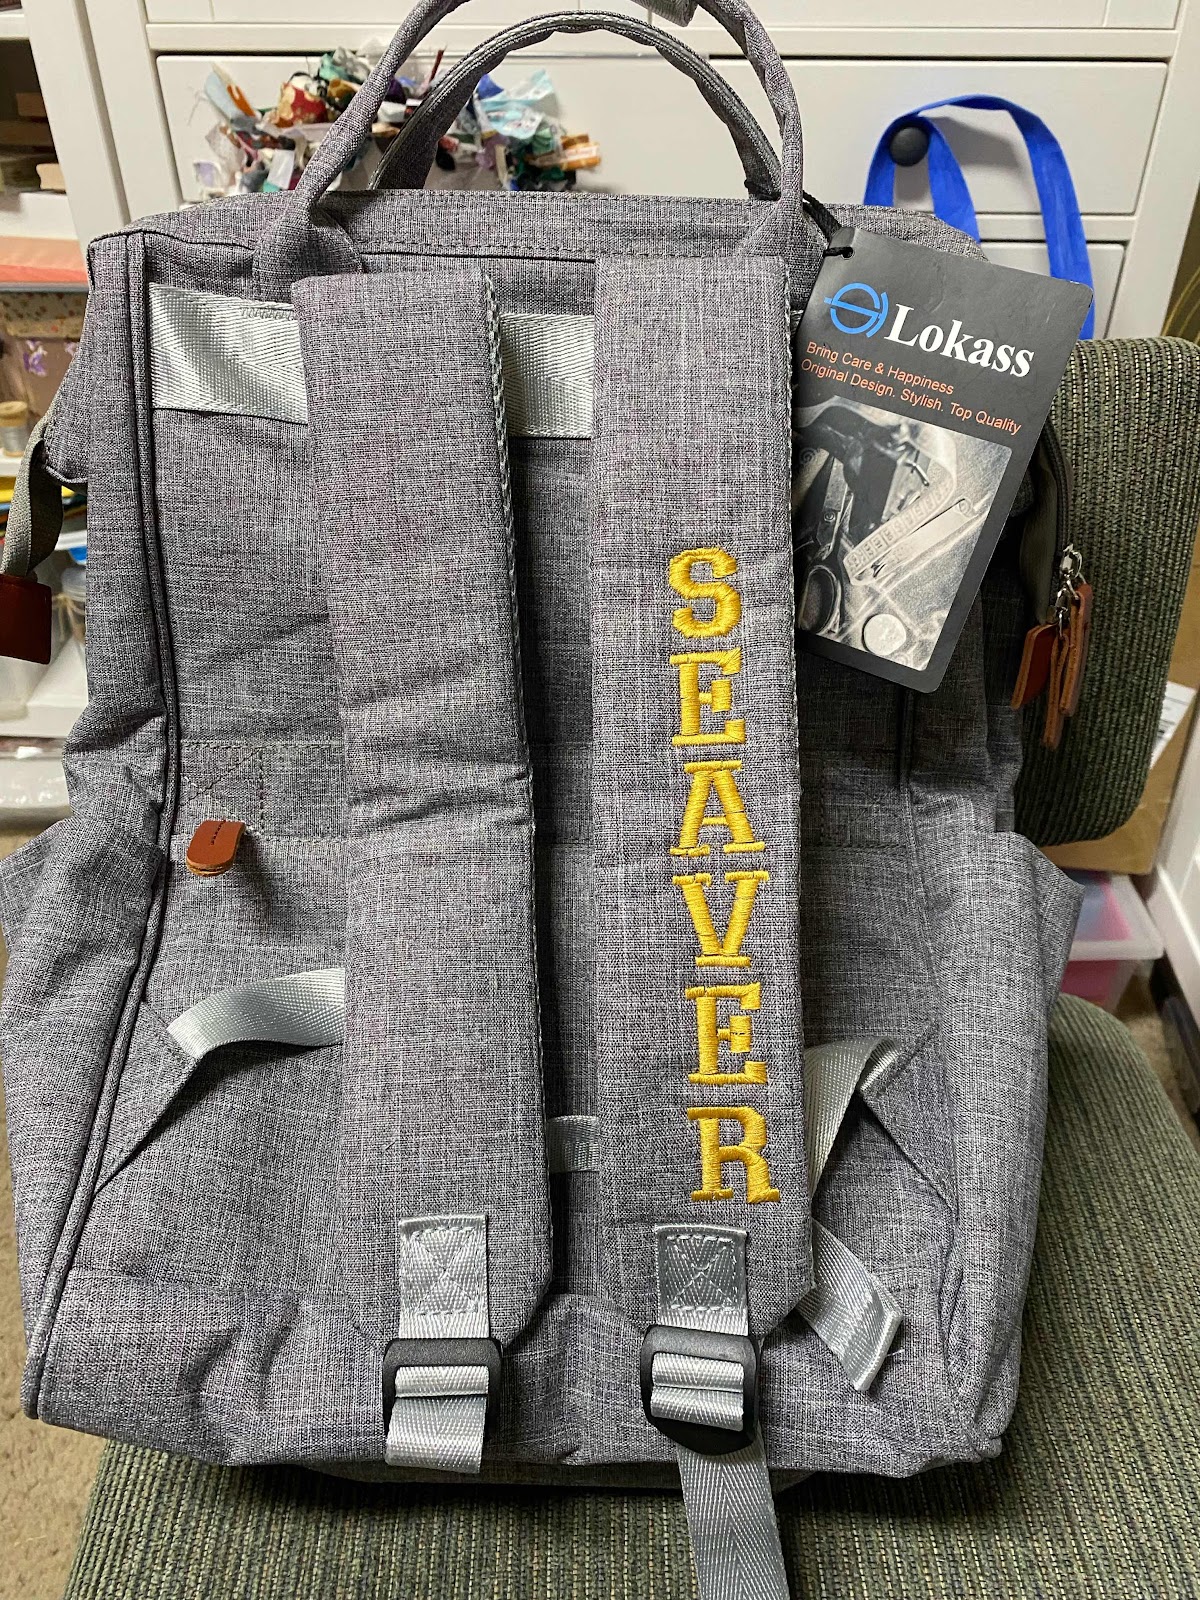 Lokass
Bring Care & Happiness
Original Design. Stylish. Top Quality
SEAVER